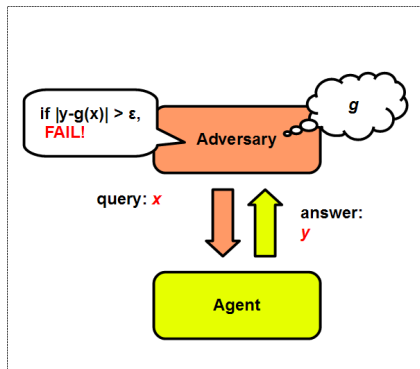 if |y-g(x)| > ε,
FAIL!
g
Adversary
query: x
answer:
y
Agent